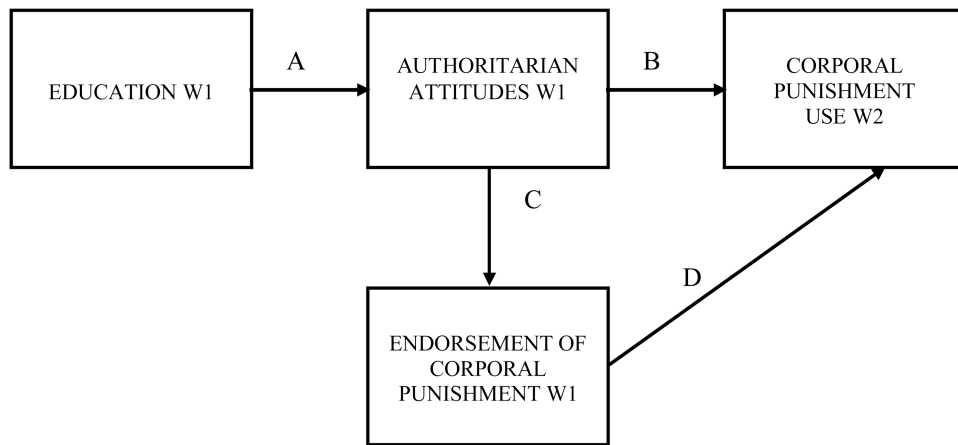 EDUCATION W1
A
AUTHORITARIAN
ATTITUDES W1
B
CORPORAL
PUNISHMENT
USE W2
C
D
ENDORSEMENT OF
CORPORAL
PUNISHMENT W1